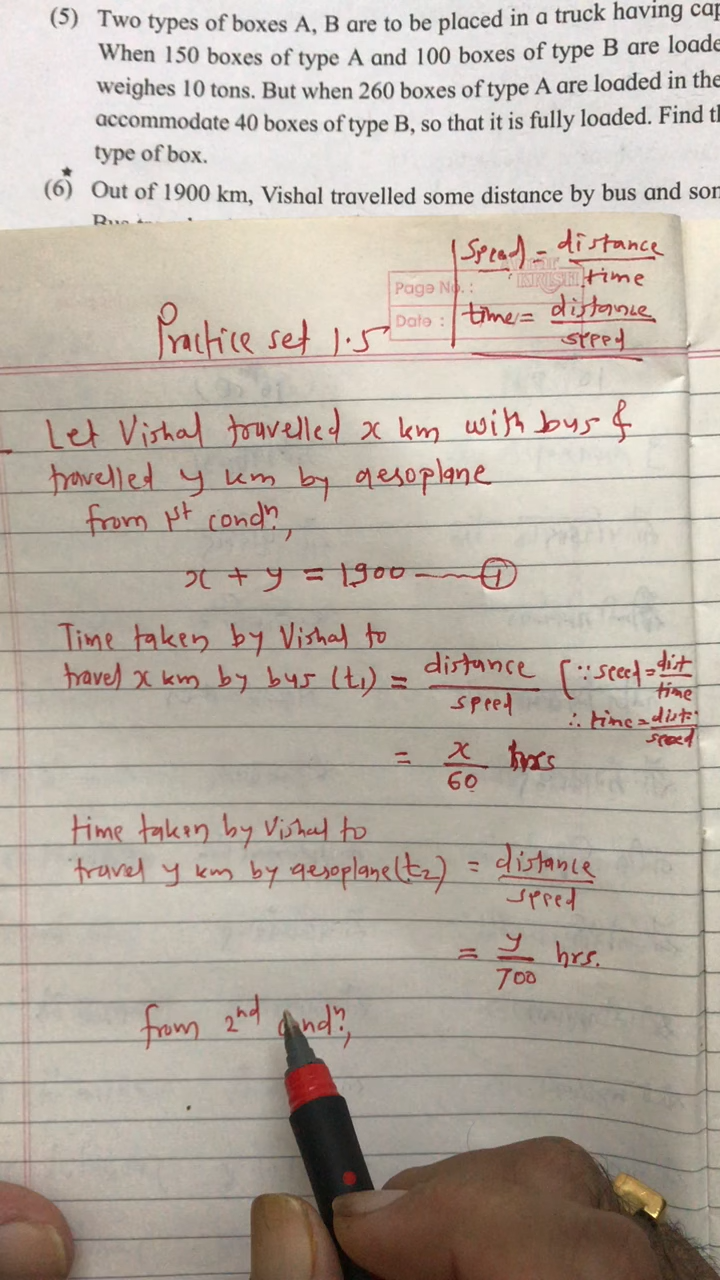 (5) Two types of boxes A, B are to be placed in a truck having cap
When 150 boxes of type A and 100 boxes of type B are loade
weighes 10 tons. But when 260 boxes of type A are loaded in the
accommodate 40 boxes of type B, so that it is fully loaded. Find th
type of box.
(6) Out of 1900 km, Vishal travelled some distance by bus and som
speed = distance / time
Page No. :
Date :
time = distance / speed
Practice set 1.5
Let Vishal travelled x km with bus &
travelled y km by aesoplane
from 1st condn,
x + y = 1900 — ①
Time taken by Vishal to
travel x km by bus (t₁) = distance / speed [∵ speed = dist / time
∴ time = dist. / speed
= x / 60 hrs
time taken by Vishal to
travel y km by aesoplane (t₂) = distance / speed
= y / 700 hrs.
from 2nd condn,